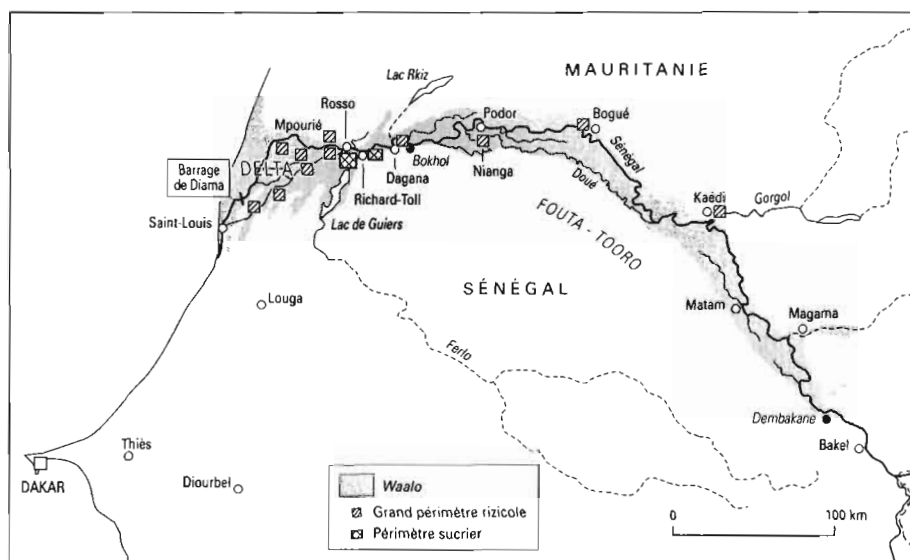 Lac Rkiz
MAURITANIE
Rosso
Podor
Bogué
Mpourié
Sénégal
DELTA
Dagana
Bokhol
Nianga
Doué
Barrage
de Diama
Richard-Toll
Kaédi
Gorgol
Saint-Louis
Lac de Guiers
FOUTA - TOORO
SÉNÉGAL
Louga
Matam
Magama
Ferlo
Dembakane
Thiès
Bakel
DAKAR
Diourbel
Waalo
Grand périmètre rizicole
Périmètre sucrier
0 100 km